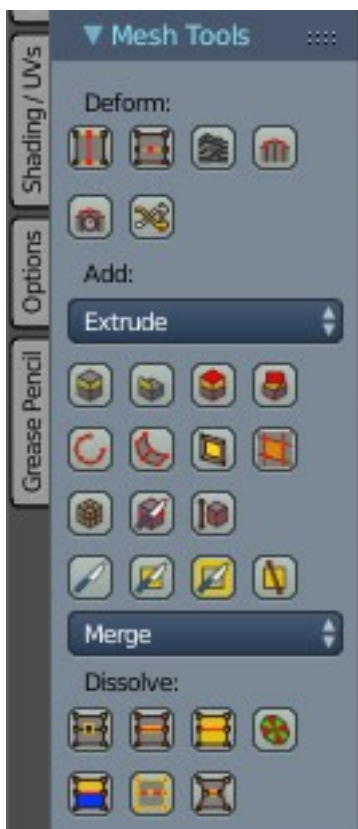 Mesh Tools
Shading / UVs
Options
Grease Pencil
Deform:
Add:
Extrude
Merge
Dissolve: